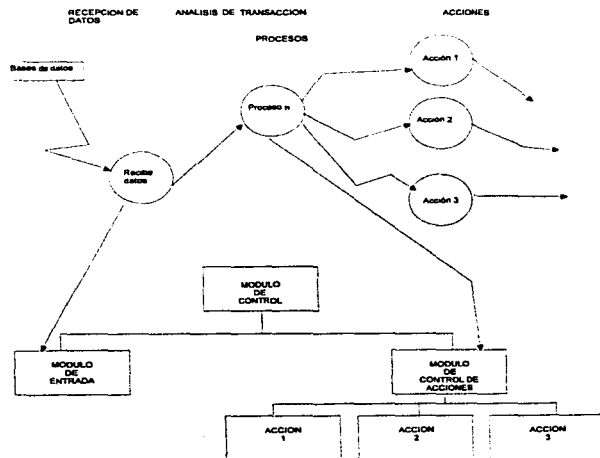 RECEPCION DE
DATOS
ANALISIS DE TRANSACCION
ACCIONES
PROCESOS
Bases de datos
Proceso n
Acción 1
Acción 2
Acción 3
Recibe
datos
MODULO
DE
CONTROL
MODULO
DE
ENTRADA
MODULO
DE
CONTROL DE
ACCIONES
ACCION
1
ACCION
2
ACCION
3